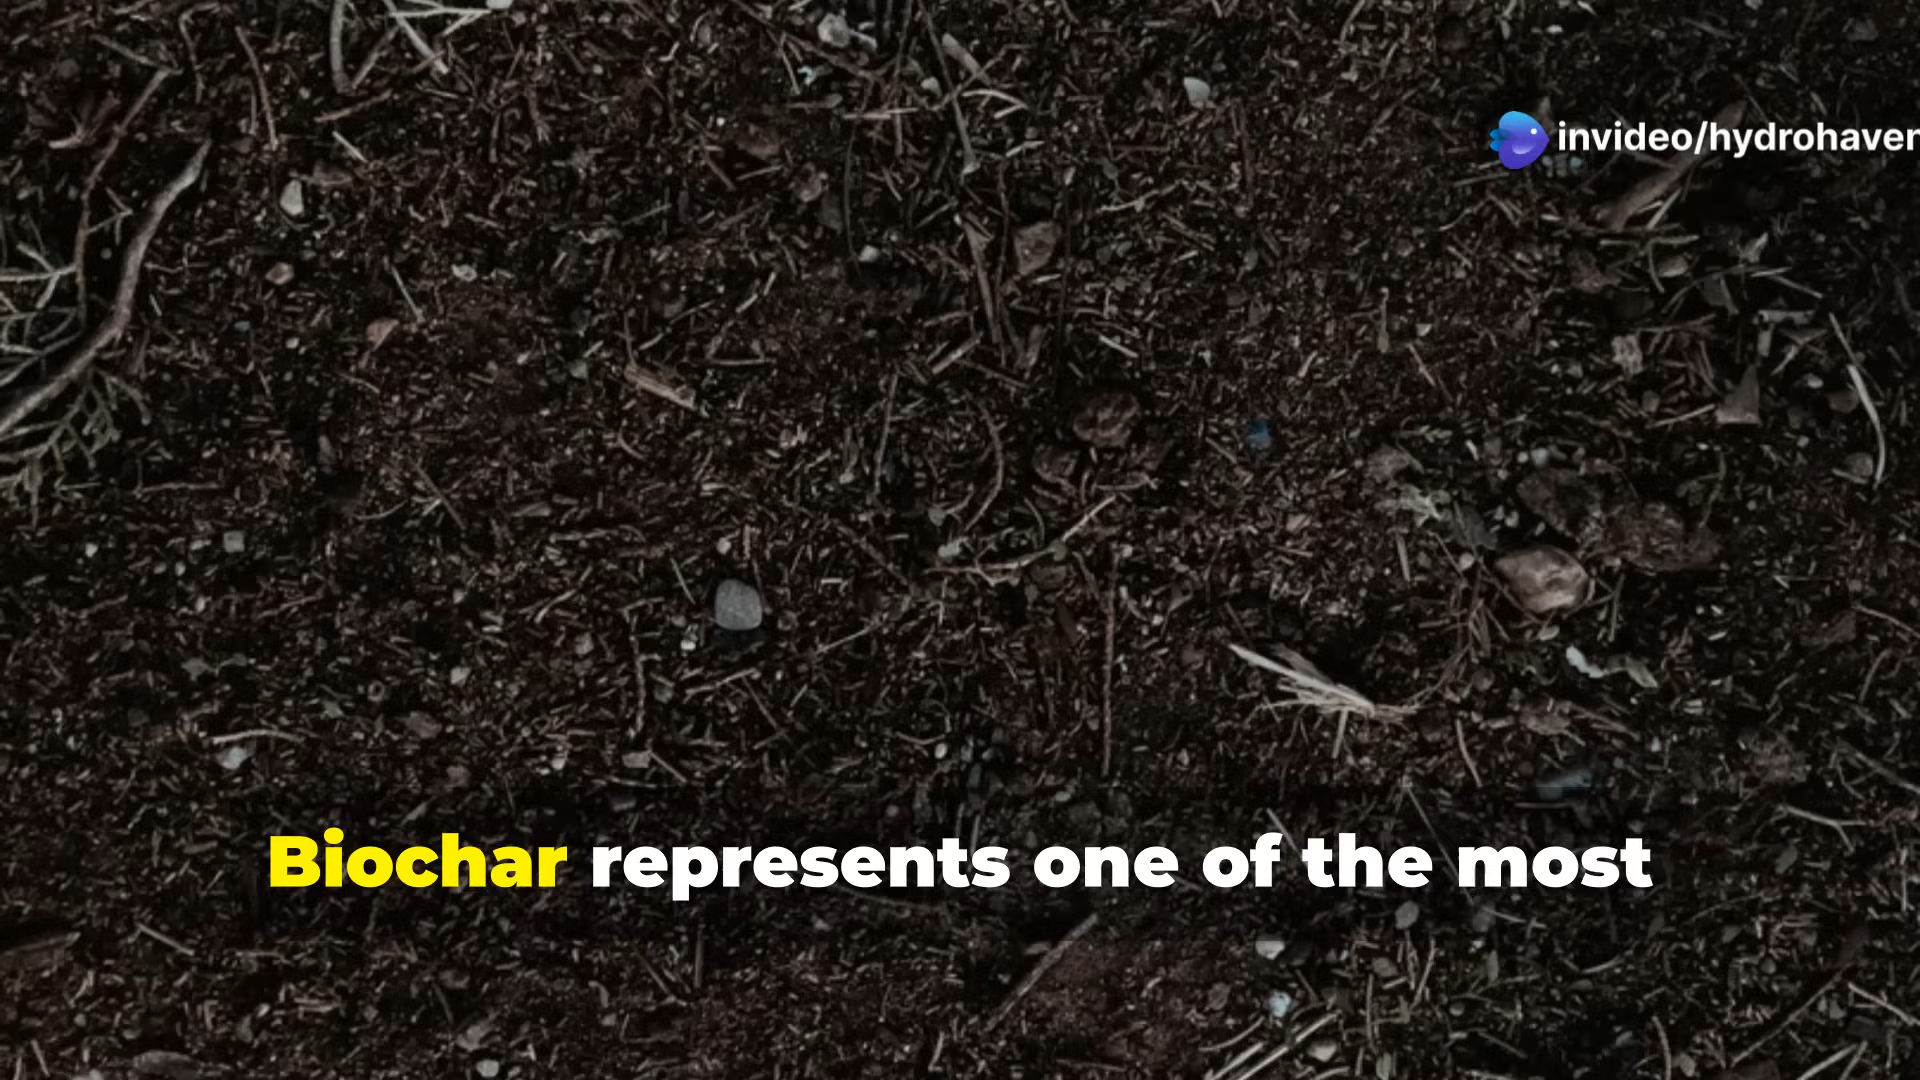 invideo/hydrohaven
Biochar represents one of the most